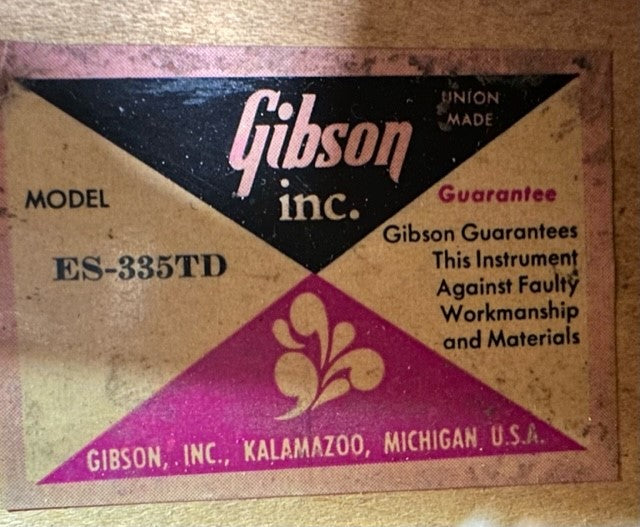 Gibson
inc.
UNION
MADE
MODEL
ES-335TD
Guarantee
Gibson Guarantees
This Instrument
Against Faulty
Workmanship
and Materials
GIBSON, INC., KALAMAZOO, MICHIGAN U.S.A.